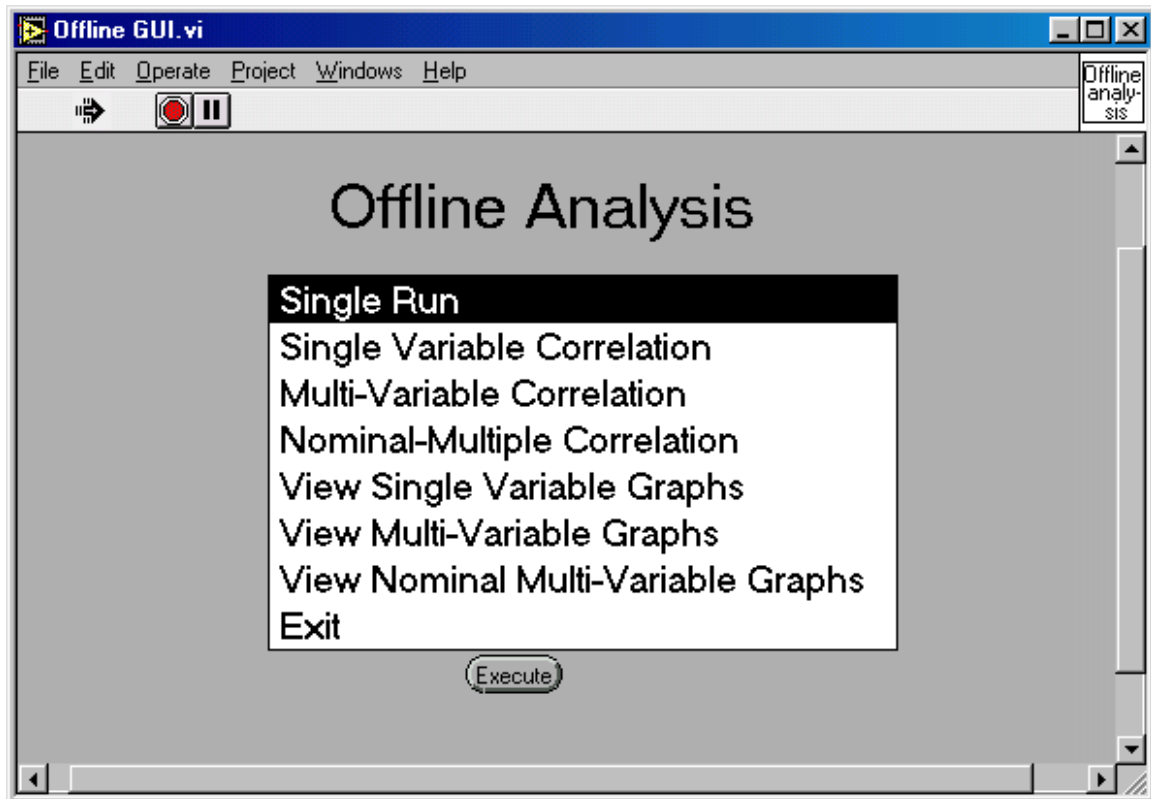 Offline GUI.vi
File Edit Operate Project Windows Help
Offline
analy-
sis
Offline Analysis
Single Run
Single Variable Correlation
Multi-Variable Correlation
Nominal-Multiple Correlation
View Single Variable Graphs
View Multi-Variable Graphs
View Nominal Multi-Variable Graphs
Exit
Execute